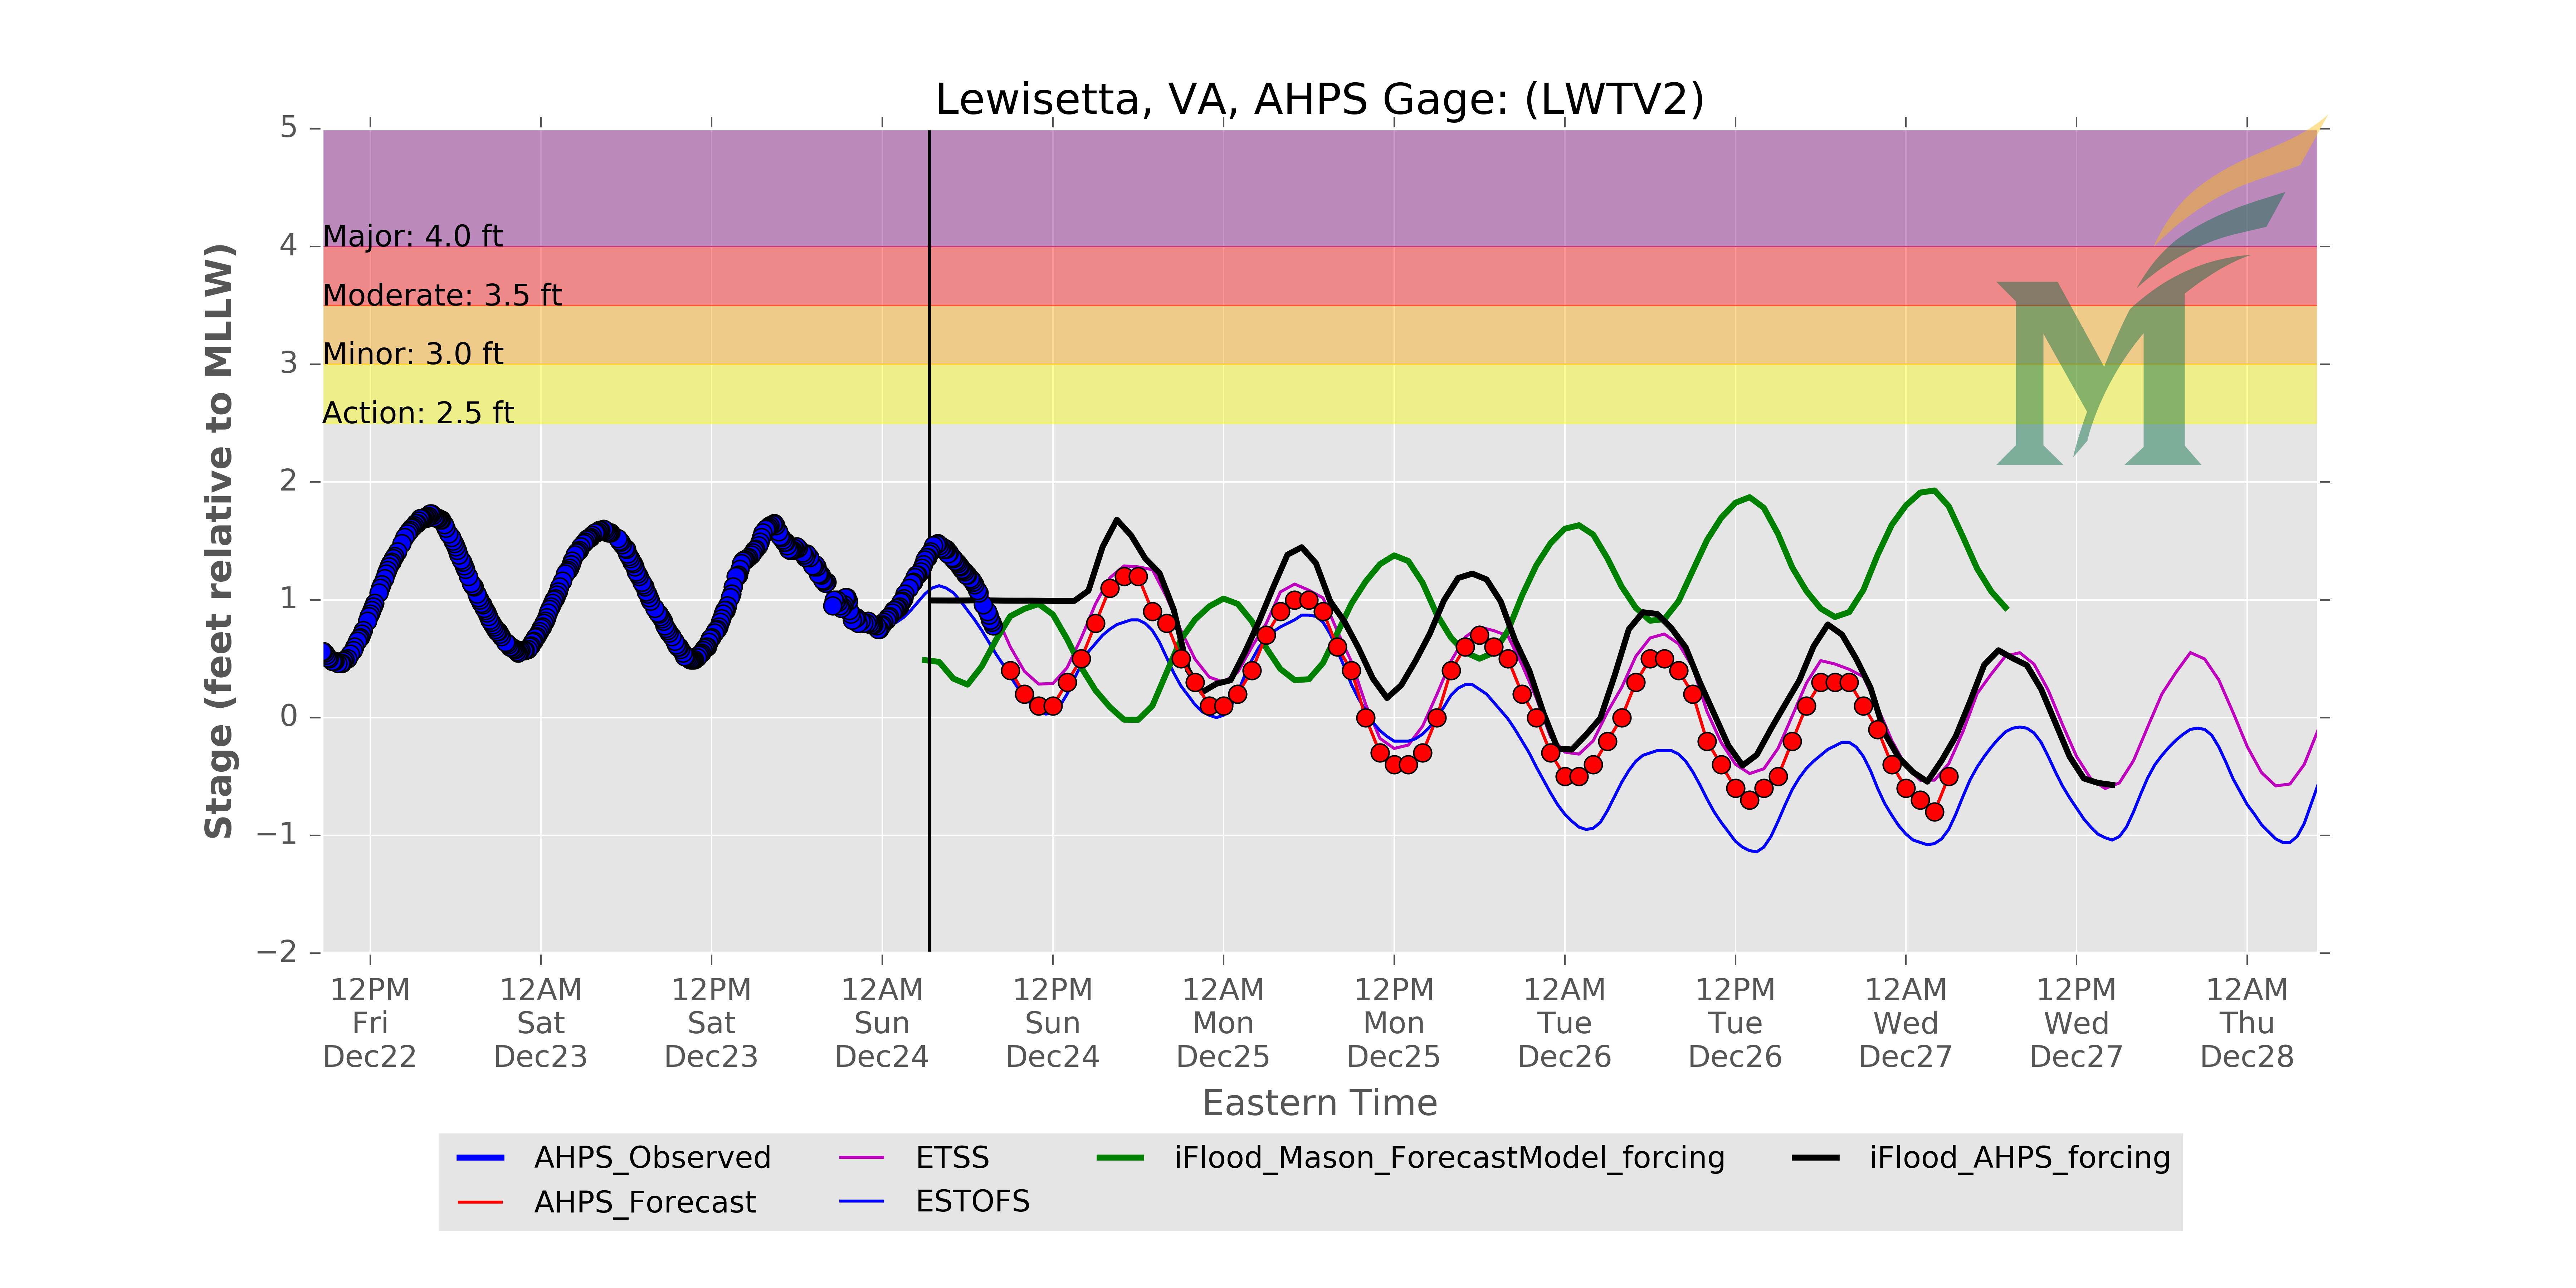 Lewisetta, VA, AHPS Gage: (LWTV2)
Stage (feet relative to MLLW)
5
4
3
2
1
0
−1
−2
Major: 4.0 ft
Moderate: 3.5 ft
Minor: 3.0 ft
Action: 2.5 ft
M
12PM 12AM 12PM 12AM 12PM 12AM 12PM 12AM 12PM 12AM 12PM 12AM
Fri Sat Sat Sun Sun Mon Mon Tue Tue Wed Wed Thu
Dec22 Dec23 Dec23 Dec24 Dec24 Dec25 Dec25 Dec26 Dec26 Dec27 Dec27 Dec28
Eastern Time
AHPS_Observed ETSS iFlood_Mason_ForecastModel_forcing iFlood_AHPS_forcing
AHPS_Forecast ESTOFS